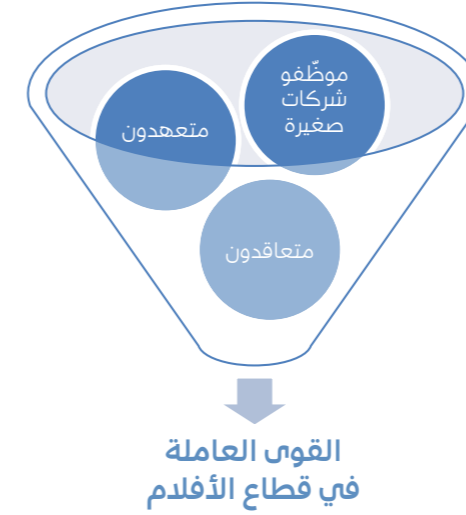 موظّفو
شركات
صغيرة
متعهدون
متعاقدون
القوى العاملة
في قطاع الأفلام